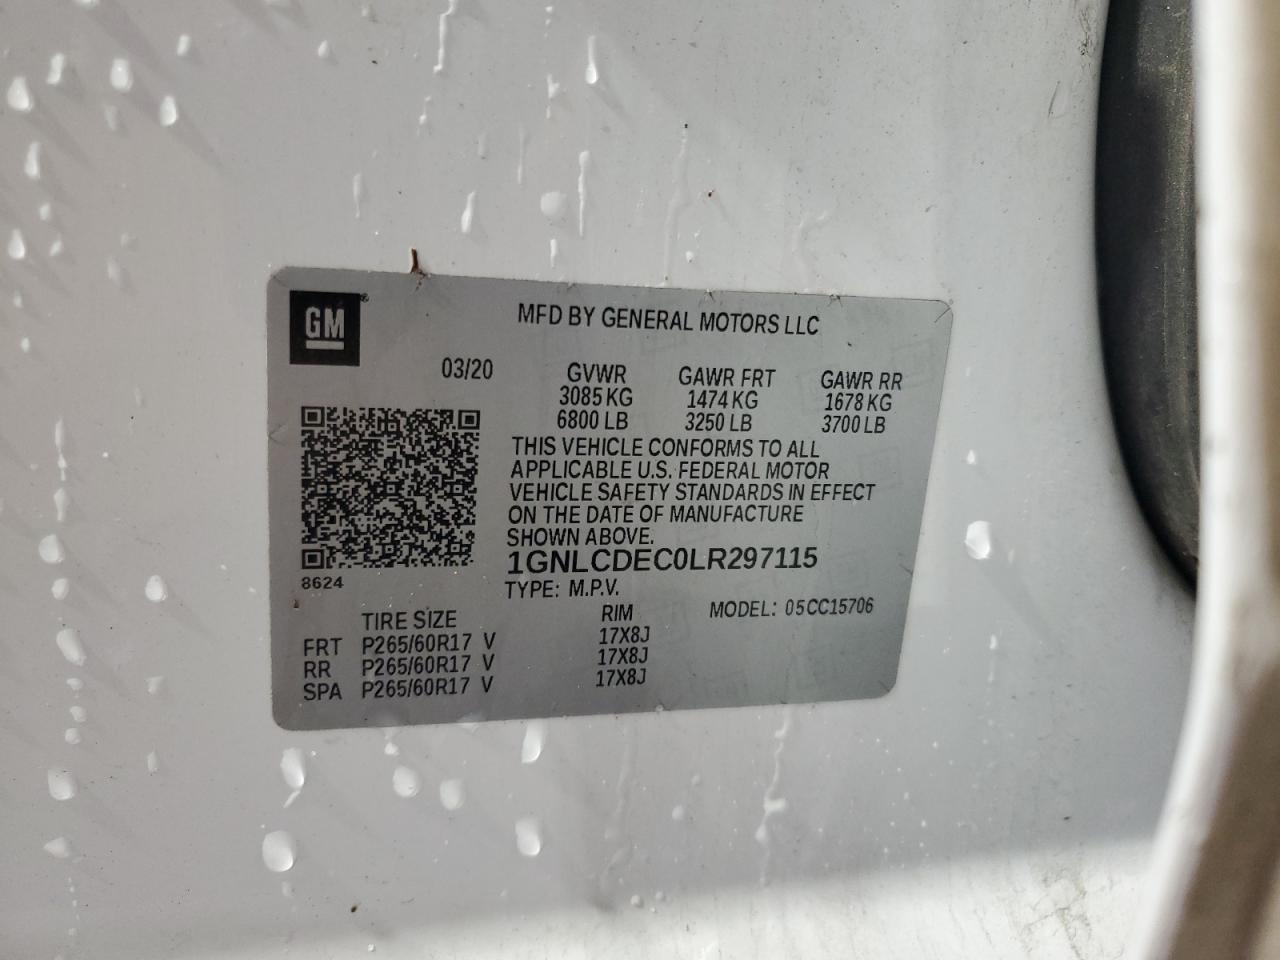 GM
MFD BY GENERAL MOTORS LLC
03/20
GVWR GAWR FRT GAWR RR
3085 KG 1474 KG 1678 KG
6800 LB 3250 LB 3700 LB
THIS VEHICLE CONFORMS TO ALL
APPLICABLE U.S. FEDERAL MOTOR
VEHICLE SAFETY STANDARDS IN EFFECT
ON THE DATE OF MANUFACTURE
SHOWN ABOVE.
1GNLCDEC0LR297115
8624
TYPE: M.P.V.
MODEL: 05CC15706
TIRE SIZE RIM
FRT P265/60R17 V 17X8J
RR P265/60R17 V 17X8J
SPA P265/60R17 V 17X8J